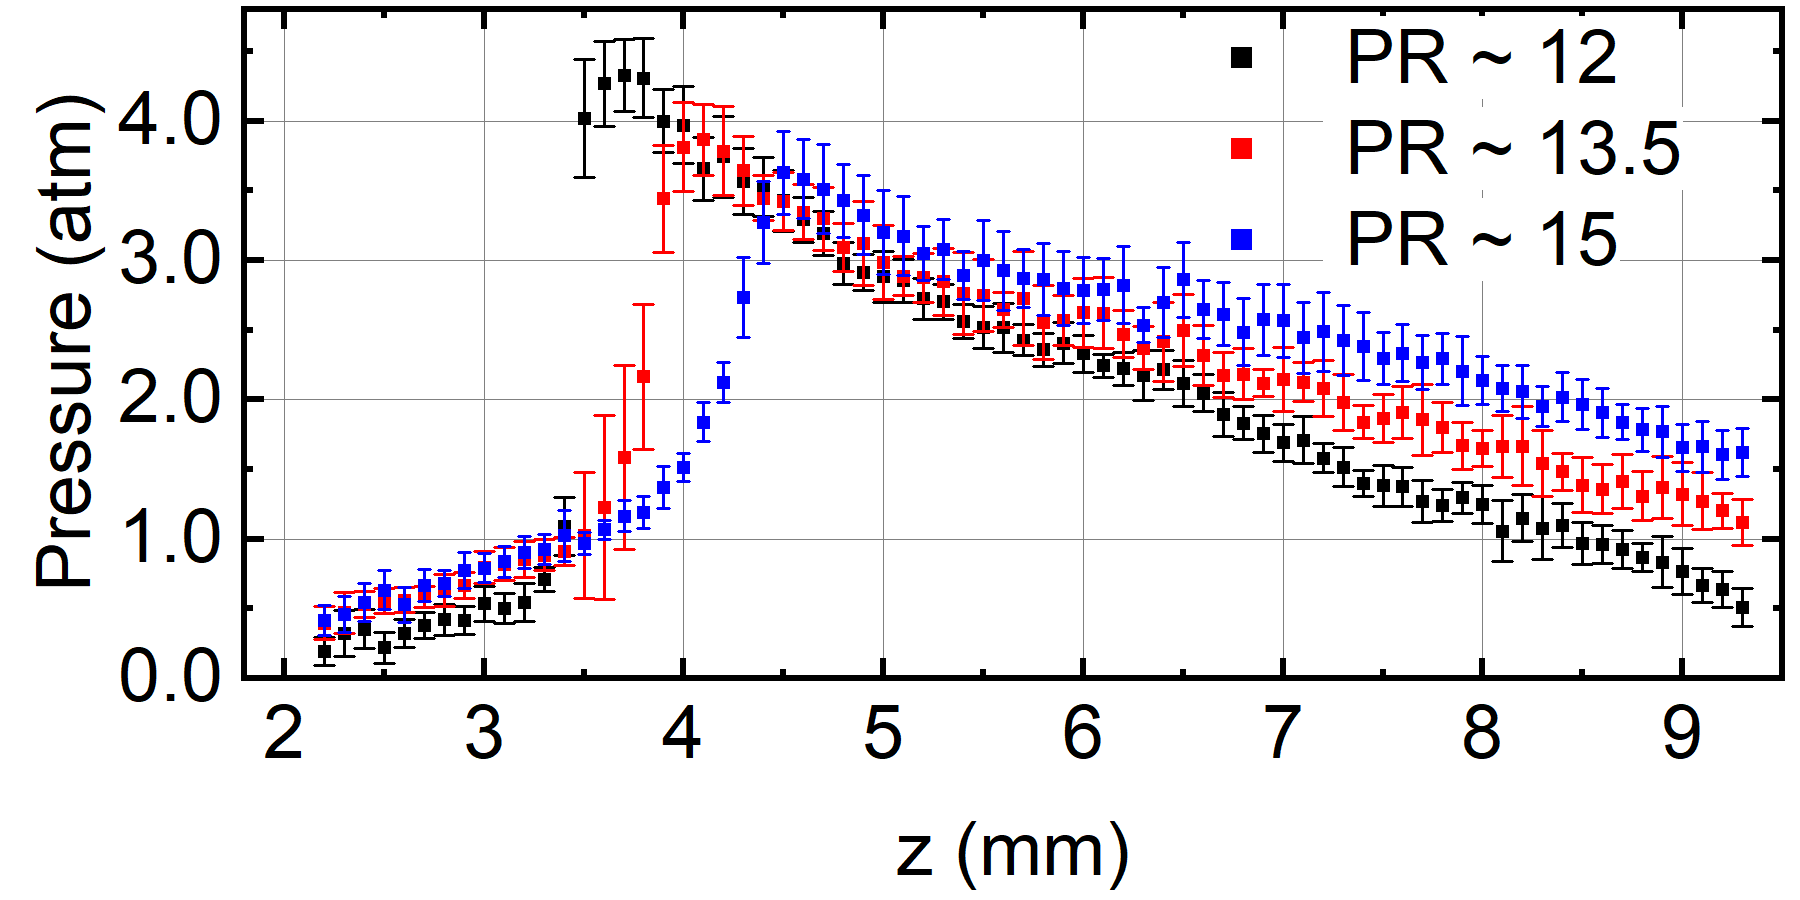 PR ~ 12
PR ~ 13.5
PR ~ 15
Pressure (atm)
4.0
3.0
2.0
1.0
0.0
2 3 4 5 6 7 8 9
z (mm)